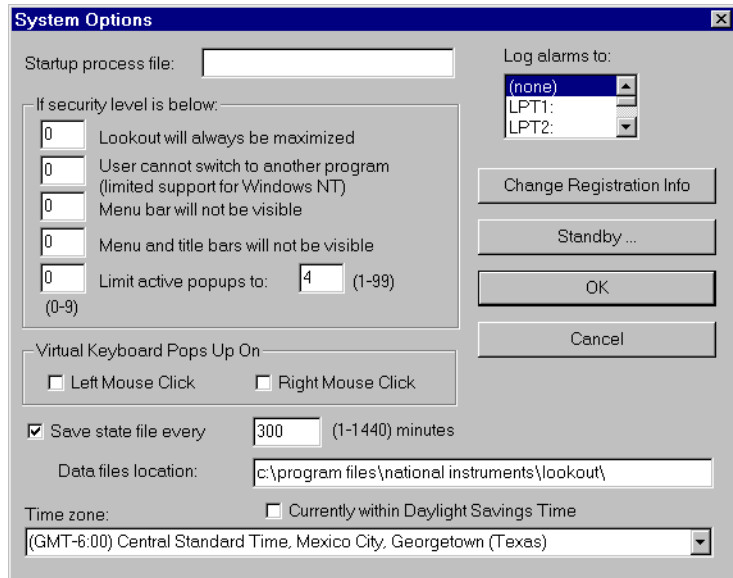 System Options
Startup process file:
Log alarms to:
(none)
LPT1:
LPT2:
If security level is below:
0 Lookout will always be maximized
0 User cannot switch to another program
(limited support for Windows NT)
0 Menu bar will not be visible
0 Menu and title bars will not be visible
0 Limit active popups to: 4 (1-99)
(0-9)
Change Registration Info
Standby ...
OK
Cancel
Virtual Keyboard Pops Up On
Left Mouse Click Right Mouse Click
Save state file every 300 (1-1440) minutes
Data files location: c:\program files\national instruments\lookout\
Time zone:
Currently within Daylight Savings Time
(GMT-6:00) Central Standard Time, Mexico City, Georgetown (Texas)